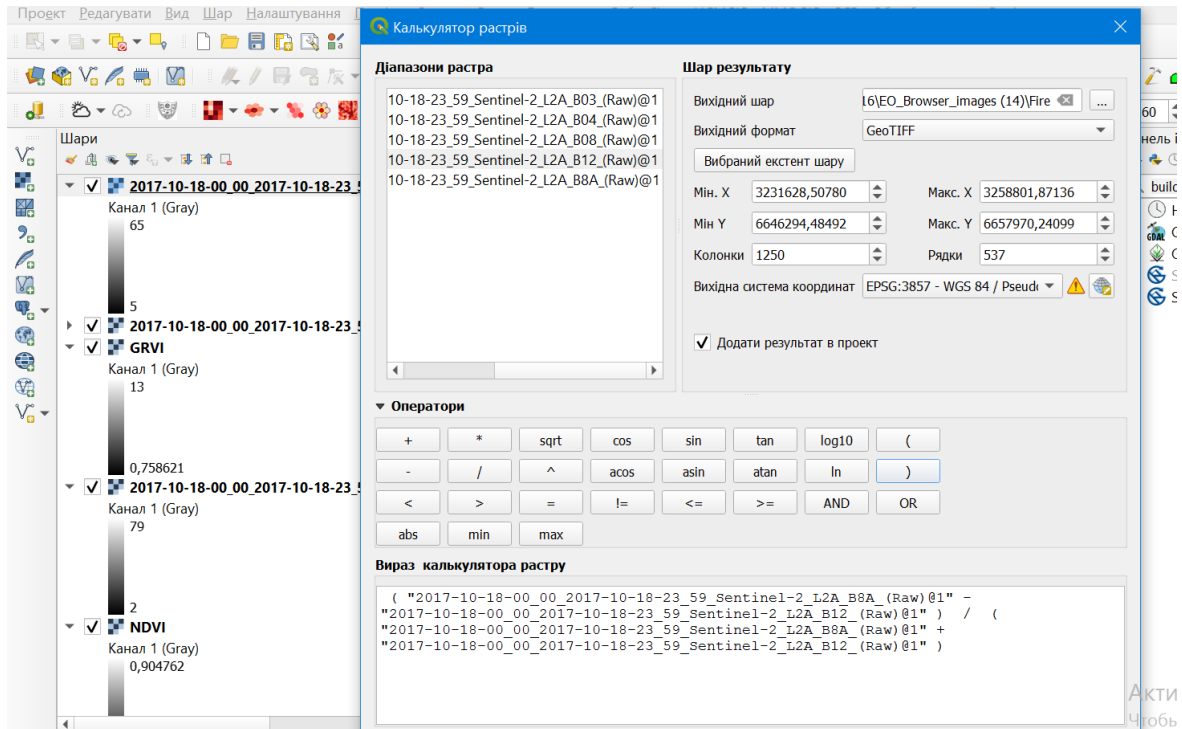 Проект Редагувати Вид Шар Налаштування
Калькулятор растрів
Шари
2017-10-18-00_00_2017-10-18-23_5
Канал 1 (Gray)
65
5
2017-10-18-00_00_2017-10-18-23_5
GRVI
Канал 1 (Gray)
13
0,758621
2017-10-18-00_00_2017-10-18-23_5
Канал 1 (Gray)
79
2
NDVI
Канал 1 (Gray)
0,904762
Діапазони растра
10-18-23_59_Sentinel-2_L2A_B03_(Raw)@1
10-18-23_59_Sentinel-2_L2A_B04_(Raw)@1
10-18-23_59_Sentinel-2_L2A_B08_(Raw)@1
10-18-23_59_Sentinel-2_L2A_B12_(Raw)@1
10-18-23_59_Sentinel-2_L2A_B8A_(Raw)@1
Шар результату
Вихідний шар l6\EO_Browser_images (14)\Fire ...
Вихідний формат GeoTIFF
Вибраний екстент шару
Мін. X 3231628,50780 Макс. X 3258801,87136
Мін Y 6646294,48492 Макс. Y 6657970,24099
Колонки 1250 Рядки 537
Вихідна система координат EPSG:3857 - WGS 84 / Pseud
Додати результат в проект
Оператори
+ * sqrt cos sin tan log10 (
- / ^ acos asin atan ln )
< > = != <= >= AND OR
abs min max
Вираз калькулятора растру
( "2017-10-18-00_00_2017-10-18-23_59_Sentinel-2_L2A_B8A_(Raw)@1" -
"2017-10-18-00_00_2017-10-18-23_59_Sentinel-2_L2A_B12_(Raw)@1" ) / (
"2017-10-18-00_00_2017-10-18-23_59_Sentinel-2_L2A_B8A_(Raw)@1" +
"2017-10-18-00_00_2017-10-18-23_59_Sentinel-2_L2A_B12_(Raw)@1" )
60
нель і
build
GDAL
Акти
Чтобы